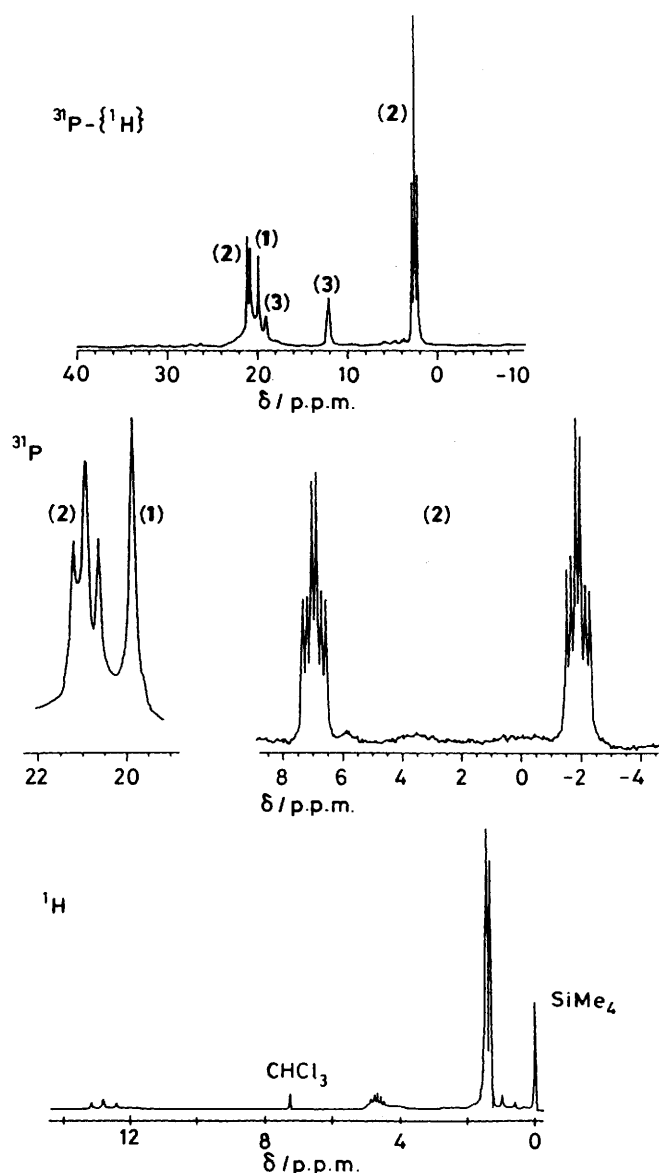 ³¹P-{¹H}
(2)
(2)
(1)
(3)
(3)
40 30 20 10 0 -10
δ / p.p.m.
³¹P
(2)
(1)
(2)
22 20
8 6 4 2 0 -2 -4
δ / p.p.m.
¹H
SiMe₄
CHCl₃
12 8 4 0
δ / p.p.m.